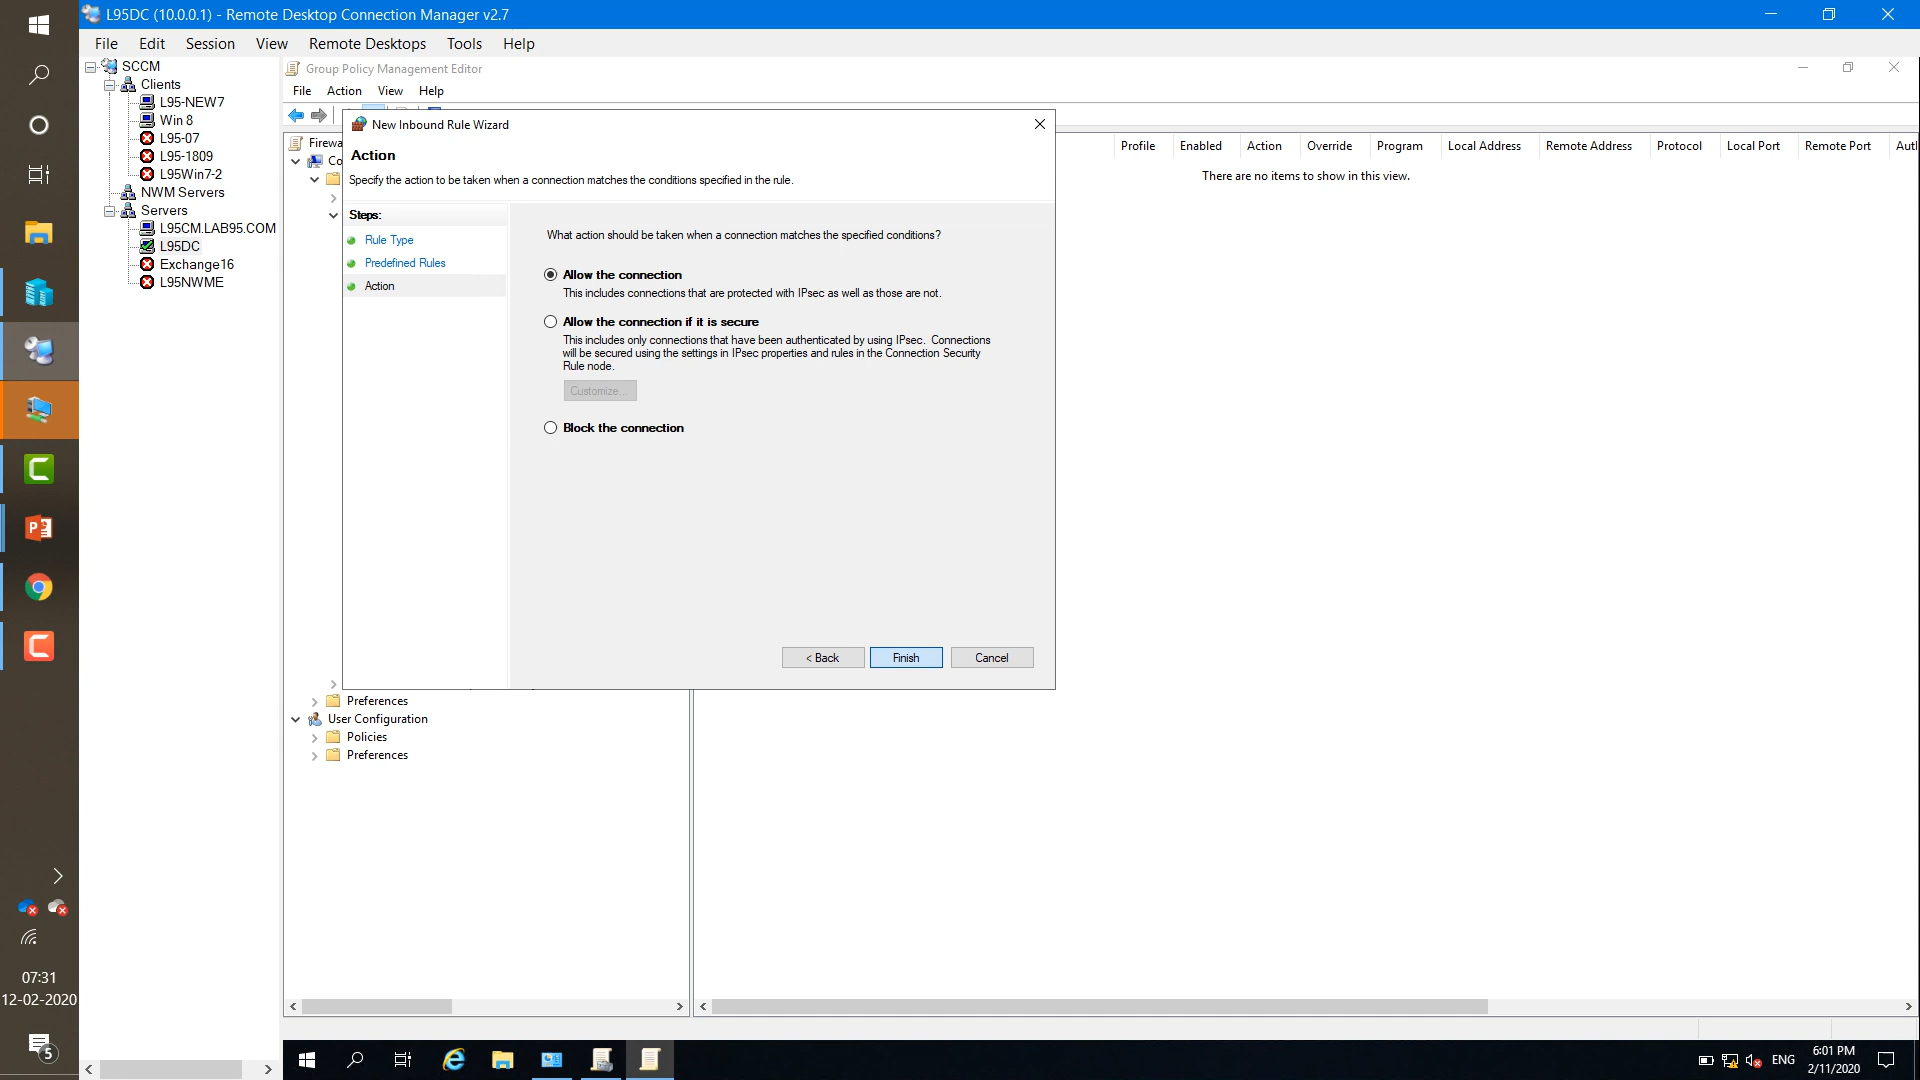 L95DC (10.0.0.1) - Remote Desktop Connection Manager v2.7
File Edit Session View Remote Desktops Tools Help
SCCM
Clients
L95-NEW7
Win 8
L95-07
L95-1809
L95Win7-2
NWM Servers
Servers
L95CM.LAB95.COM
L95DC
Exchange16
L95NWME
Group Policy Management Editor
File Action View Help
Firewa
Co
New Inbound Rule Wizard
Action
Specify the action to be taken when a connection matches the conditions specified in the rule.
Steps:
Rule Type
Predefined Rules
Action
What action should be taken when a connection matches the specified conditions?
Allow the connection
This includes connections that are protected with IPsec as well as those are not.
Allow the connection if it is secure
This includes only connections that have been authenticated by using IPsec. Connections
will be secured using the settings in IPsec properties and rules in the Connection Security
Rule node.
Customize...
Block the connection
< Back Finish Cancel
Profile Enabled Action Override Program Local Address Remote Address Protocol Local Port Remote Port Auth
There are no items to show in this view.
Preferences
User Configuration
Policies
Preferences
07:31
12-02-2020
5
ENG
6:01 PM
2/11/2020